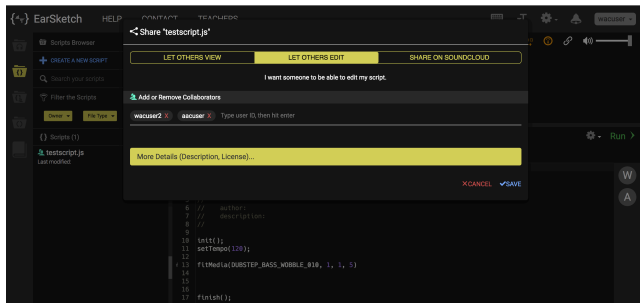 EarSketch HELP CONTACT TEACHERS wacuser
Share "testscript.js"
LET OTHERS VIEW LET OTHERS EDIT SHARE ON SOUNDCLOUD
I want someone to be able to edit my script.
Add or Remove Collaborators
wacuser2 X aacuser X Type user ID, then hit enter
More Details (Description, License)...
XCANCEL SAVE
Scripts Browser
CREATE A NEW SCRIPT
Search your scripts
Filter the Scripts
Owner File Type
{} Scripts (1)
testscript.js
Last modified:
Run >
W
A
6 // author:
7 // description:
8 //
9
10 init();
11 setTempo(120);
12
13 fitMedia(DUBSTEP_BASS_WOBBLE_010, 1, 1, 5)
14
15
16
17 finish();